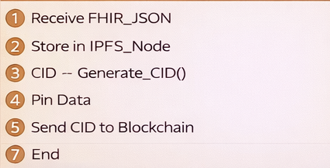 1 Receive FHIR_JSON
2 Store in IPFS_Node
3 CID -- Generate_CID()
4 Pin Data
5 Send CID to Blockchain
7 End